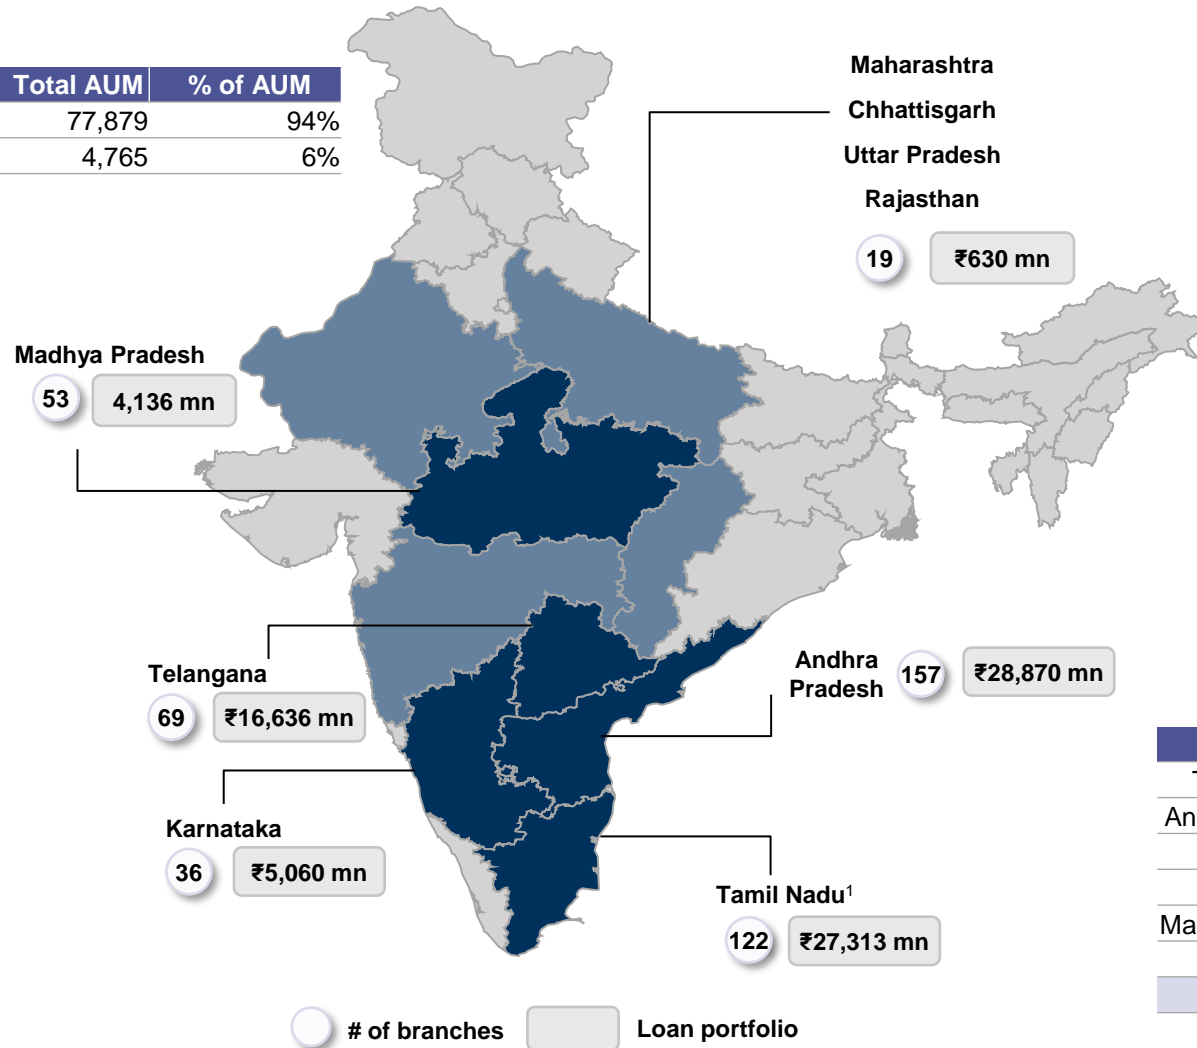 Total AUM % of AUM
77,879 94%
4,765 6%
Maharashtra
Chhattisgarh
Uttar Pradesh
Rajasthan
19 ₹630 mn
Madhya Pradesh
53 4,136 mn
Telangana
69 ₹16,636 mn
Andhra
Pradesh
157 ₹28,870 mn
Karnataka
36 ₹5,060 mn
Tamil Nadu¹
122 ₹27,313 mn
An
Ma
# of branches Loan portfolio